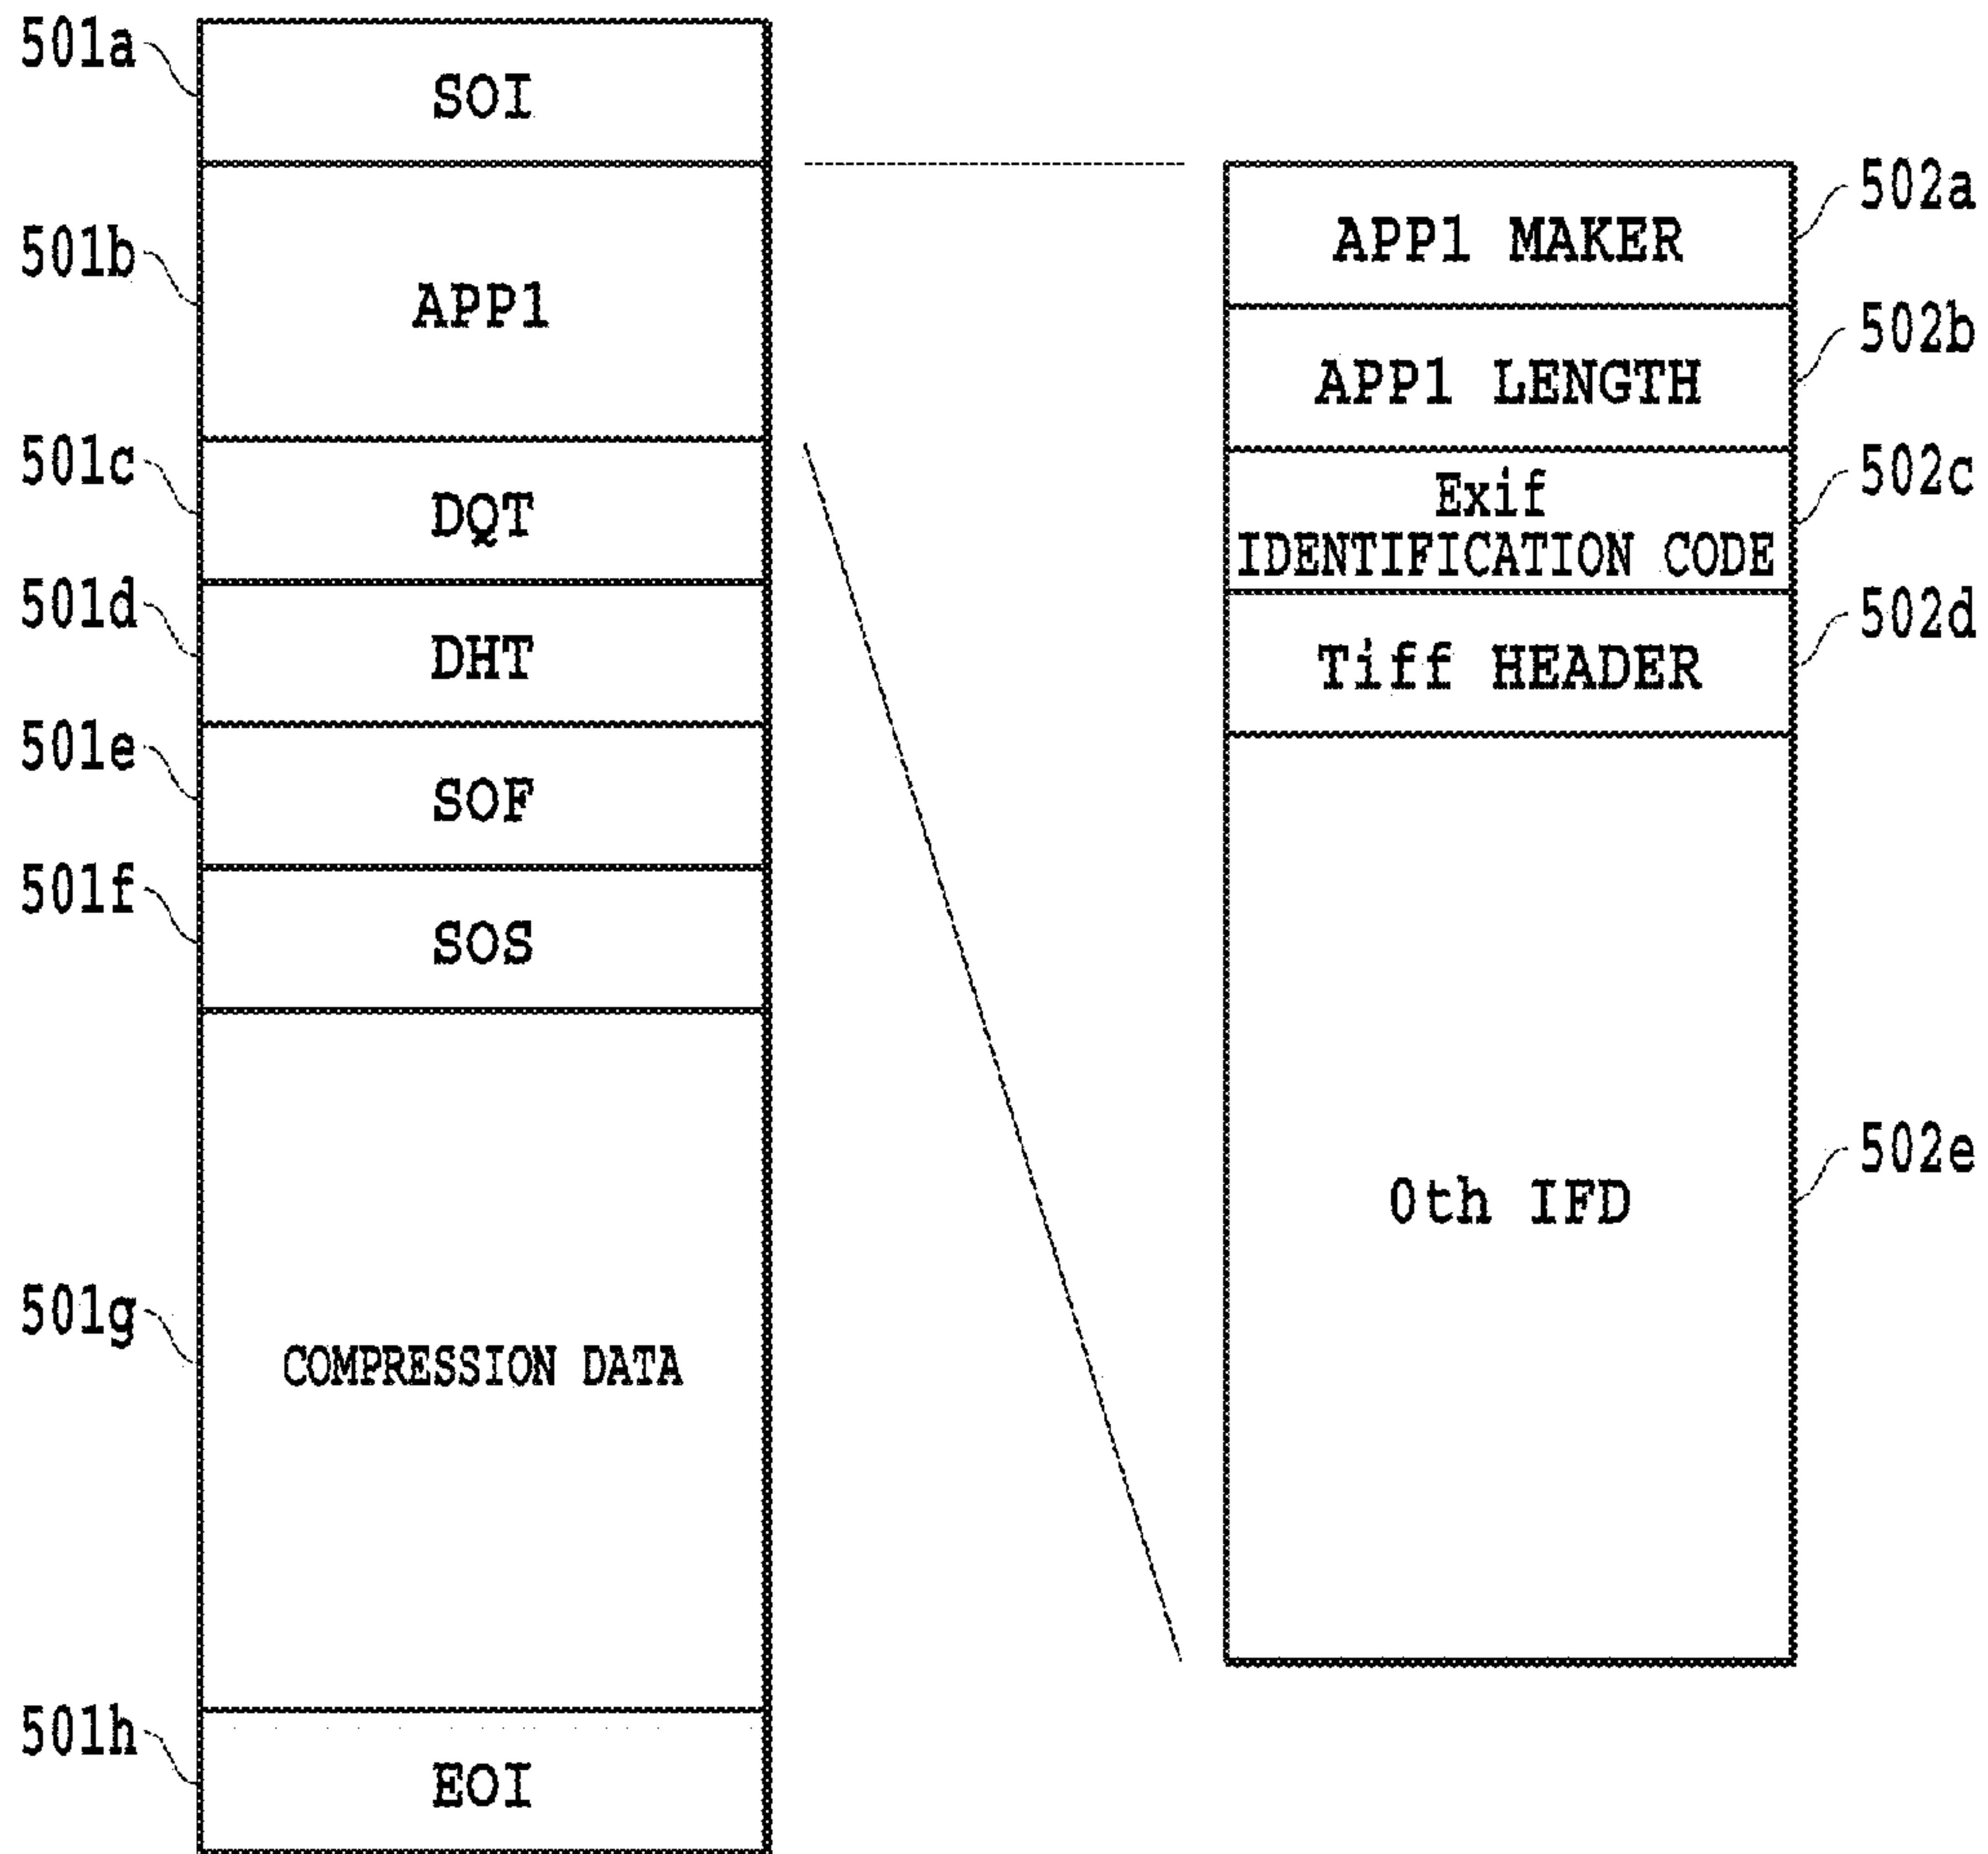 501a
SOI
501b
APP1
501c
DQT
501d
DHT
501e
SOF
501f
SOS
501g
COMPRESSION DATA
501h
EOI
502a
APP1 MAKER
502b
APP1 LENGTH
502c
Exif
IDENTIFICATION CODE
502d
Tiff HEADER
502e
0th IFD